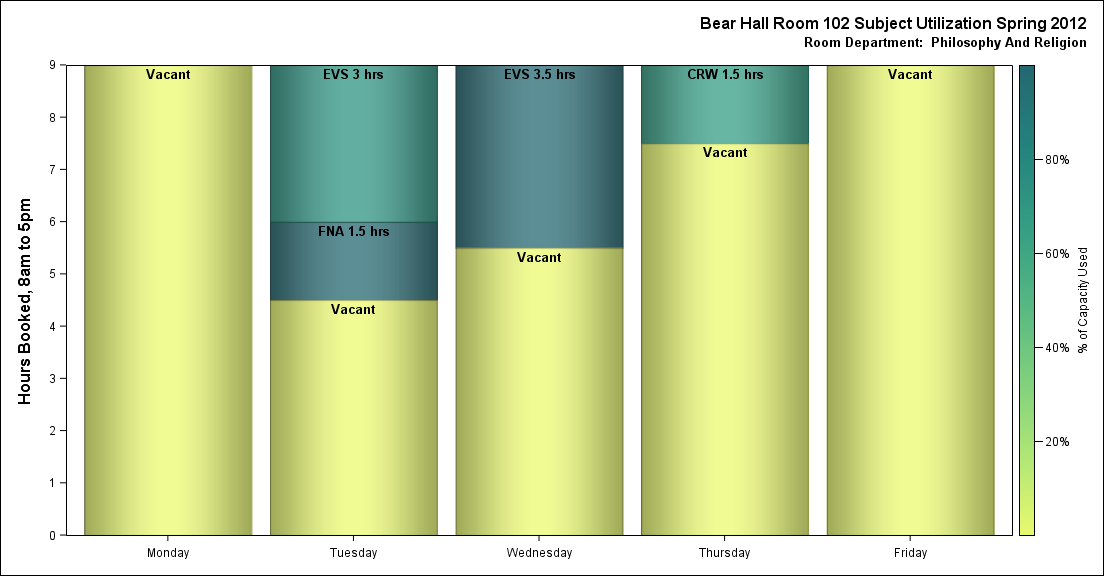 Bear Hall Room 102 Subject Utilization Spring 2012
Room Department: Philosophy And Religion
Hours Booked, 8am to 5pm
9
8
7
6
5
4
3
2
1
0
Vacant
EVS 3 hrs
FNA 1.5 hrs
Vacant
EVS 3.5 hrs
Vacant
CRW 1.5 hrs
Vacant
Vacant
Monday
Tuesday
Wednesday
Thursday
Friday
80%
60%
40%
20%
% of Capacity Used